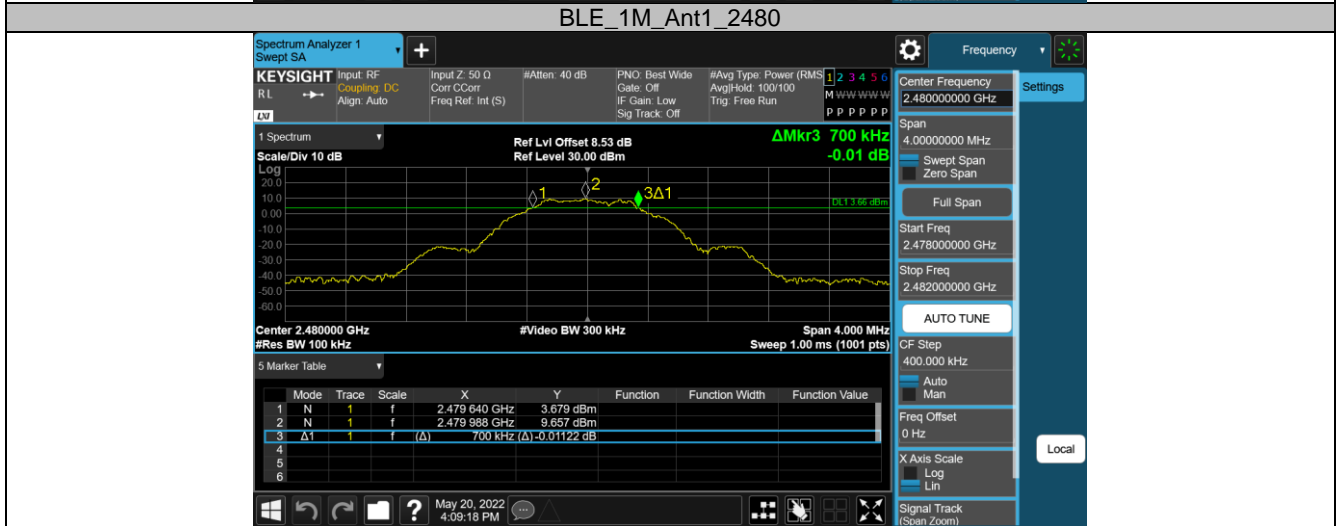 BLE_1M_Ant1_2480
Spectrum Analyzer 1
Swept SA
+
Frequency
KEYSIGHT
RL
LXI
Input: RF
Coupling: DC
Align: Auto
Input Z: 50 Ω
Corr CCorr
Freq Ref: Int (S)
#Atten: 40 dB
PNO: Best Wide
Gate: Off
IF Gain: Low
Sig Track: Off
#Avg Type: Power (RMS
Avg|Hold: 100/100
Trig: Free Run
1 2 3 4 5 6
M W W W W W
P P P P P P
1 Spectrum
Scale/Div 10 dB
Ref Lvl Offset 8.53 dB
Ref Level 30.00 dBm
ΔMkr3 700 kHz
-0.01 dB
Log
20.0
10.0
0.00
-10.0
-20.0
-30.0
-40.0
-50.0
-60.0
1
2
3Δ1
DL1 3.66 dBm
Center 2.480000 GHz
#Res BW 100 kHz
#Video BW 300 kHz
Span 4.000 MHz
Sweep 1.00 ms (1001 pts)
5 Marker Table
Mode Trace Scale X Y Function Function Width Function Value
1 N 1 f 2.479 640 GHz 3.679 dBm
2 N 1 f 2.479 988 GHz 9.657 dBm
3 Δ1 1 f (Δ) 700 kHz (Δ) -0.01122 dB
4
5
6
?
May 20, 2022
4:09:18 PM
Center Frequency
2.480000000 GHz
Span
4.00000000 MHz
Swept Span
Zero Span
Full Span
Start Freq
2.478000000 GHz
Stop Freq
2.482000000 GHz
AUTO TUNE
CF Step
400.000 kHz
Auto
Man
Freq Offset
0 Hz
X Axis Scale
Log
Lin
Signal Track
(Span Zoom)
Settings
Local